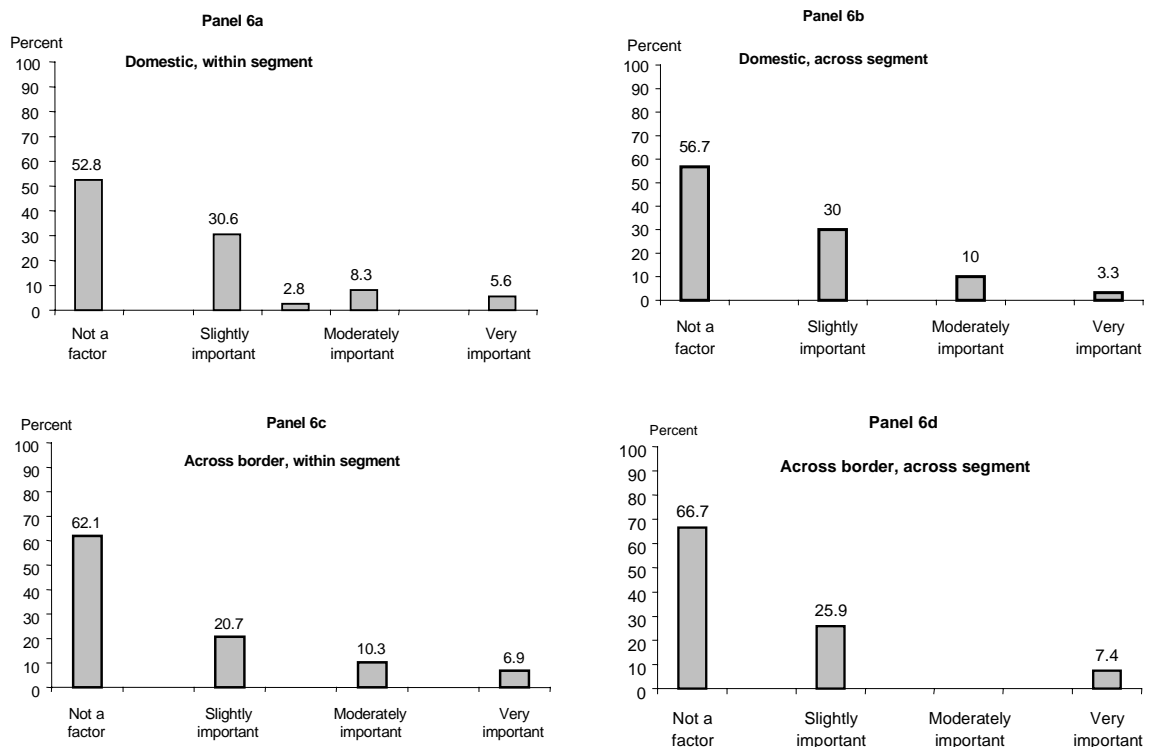 Panel 6a
Percent
Domestic, within segment
100
90
80
70
60
50
40
30
20
10
0
52.8
30.6
2.8
8.3
5.6
Not a
factor
Slightly
important
Moderately
important
Very
important
Panel 6b
Percent
Domestic, across segment
100
90
80
70
60
50
40
30
20
10
0
56.7
30
10
3.3
Not a
factor
Slightly
important
Moderately
important
Very
important
Panel 6c
Percent
Across border, within segment
100
90
80
70
60
50
40
30
20
10
0
62.1
20.7
10.3
6.9
Not a
factor
Slightly
important
Moderately
important
Very
important
Panel 6d
Percent
Across border, across segment
100
90
80
70
60
50
40
30
20
10
0
66.7
25.9
7.4
Not a
factor
Slightly
important
Moderately
important
Very
important